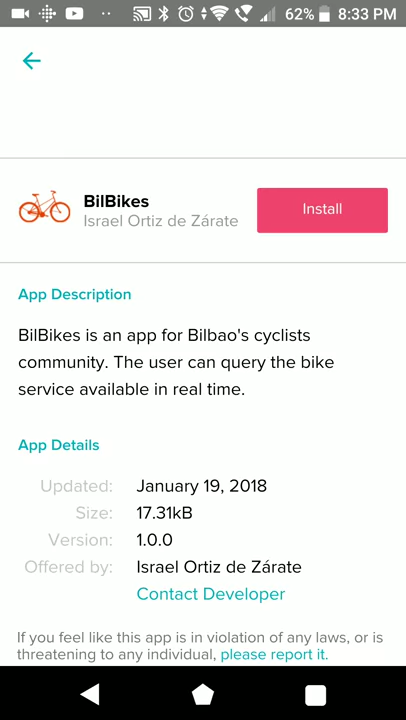 62% 8:33 PM
BilBikes
Israel Ortiz de Zárate
Install
App Description
BilBikes is an app for Bilbao's cyclists
community. The user can query the bike
service available in real time.
App Details
Updated: January 19, 2018
Size: 17.31kB
Version: 1.0.0
Offered by: Israel Ortiz de Zárate
Contact Developer
If you feel like this app is in violation of any laws, or is
threatening to any individual, please report it.